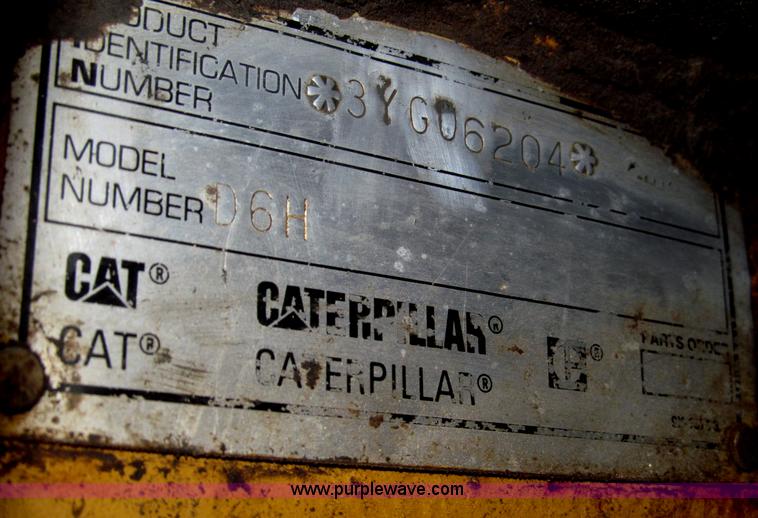 PRODUCT
IDENTIFICATION
NUMBER
*3YG06204*
MODEL
NUMBER D6H
CAT®
CATERPILLAR®
CAT®
CATERPILLAR®
®
PARTS ORDER
www.purplewave.com